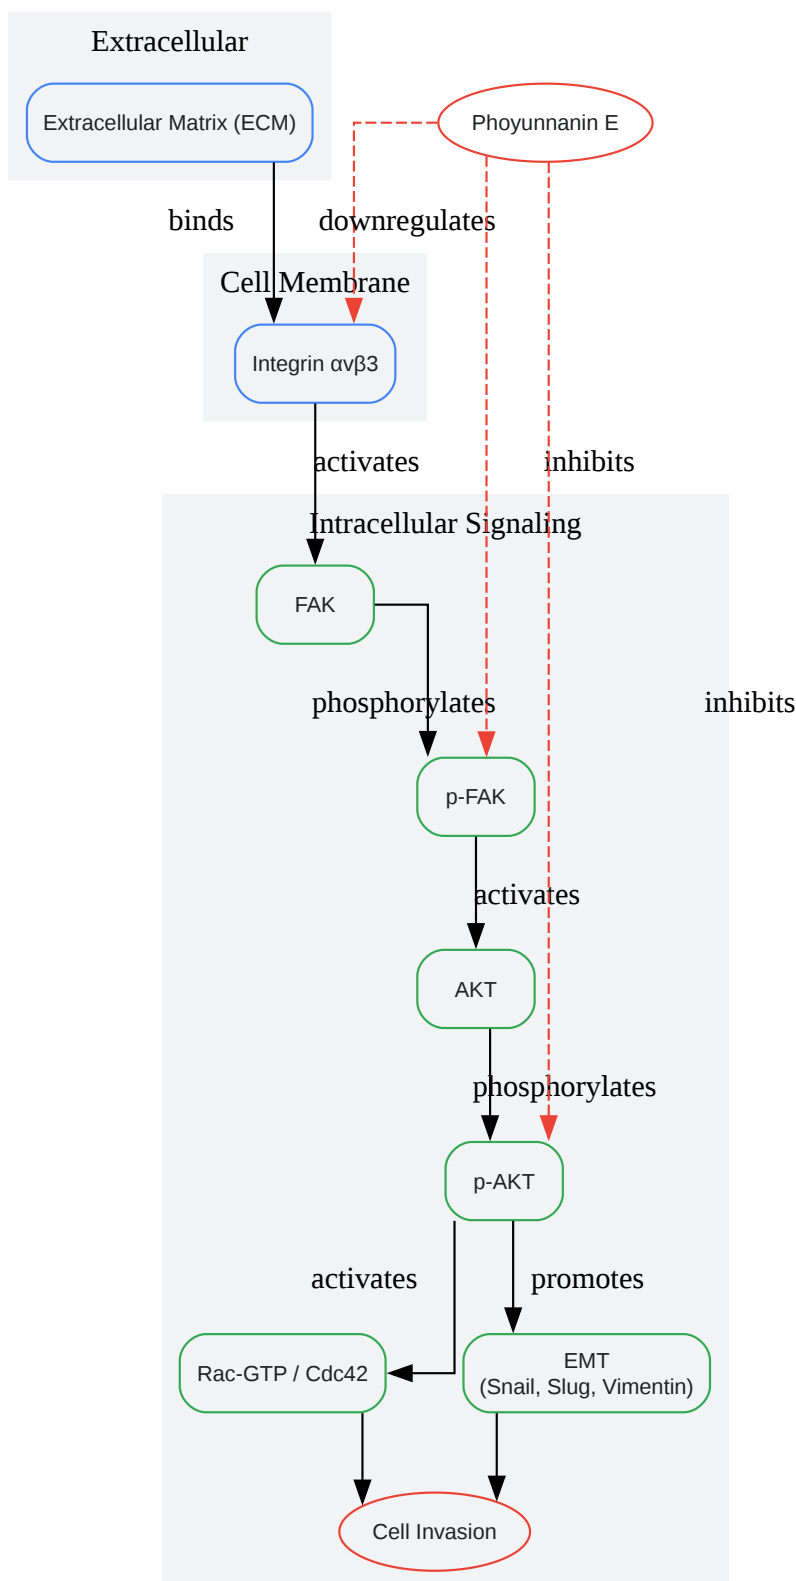 Extracellular
Extracellular Matrix (ECM)
Phoyunnanin E
binds
downregulates
Cell Membrane
Integrin αvβ3
activates
inhibits
Intracellular Signaling
FAK
phosphorylates
inhibits
p-FAK
activates
AKT
phosphorylates
p-AKT
activates
promotes
Rac-GTP / Cdc42
EMT
(Snail, Slug, Vimentin)
Cell Invasion